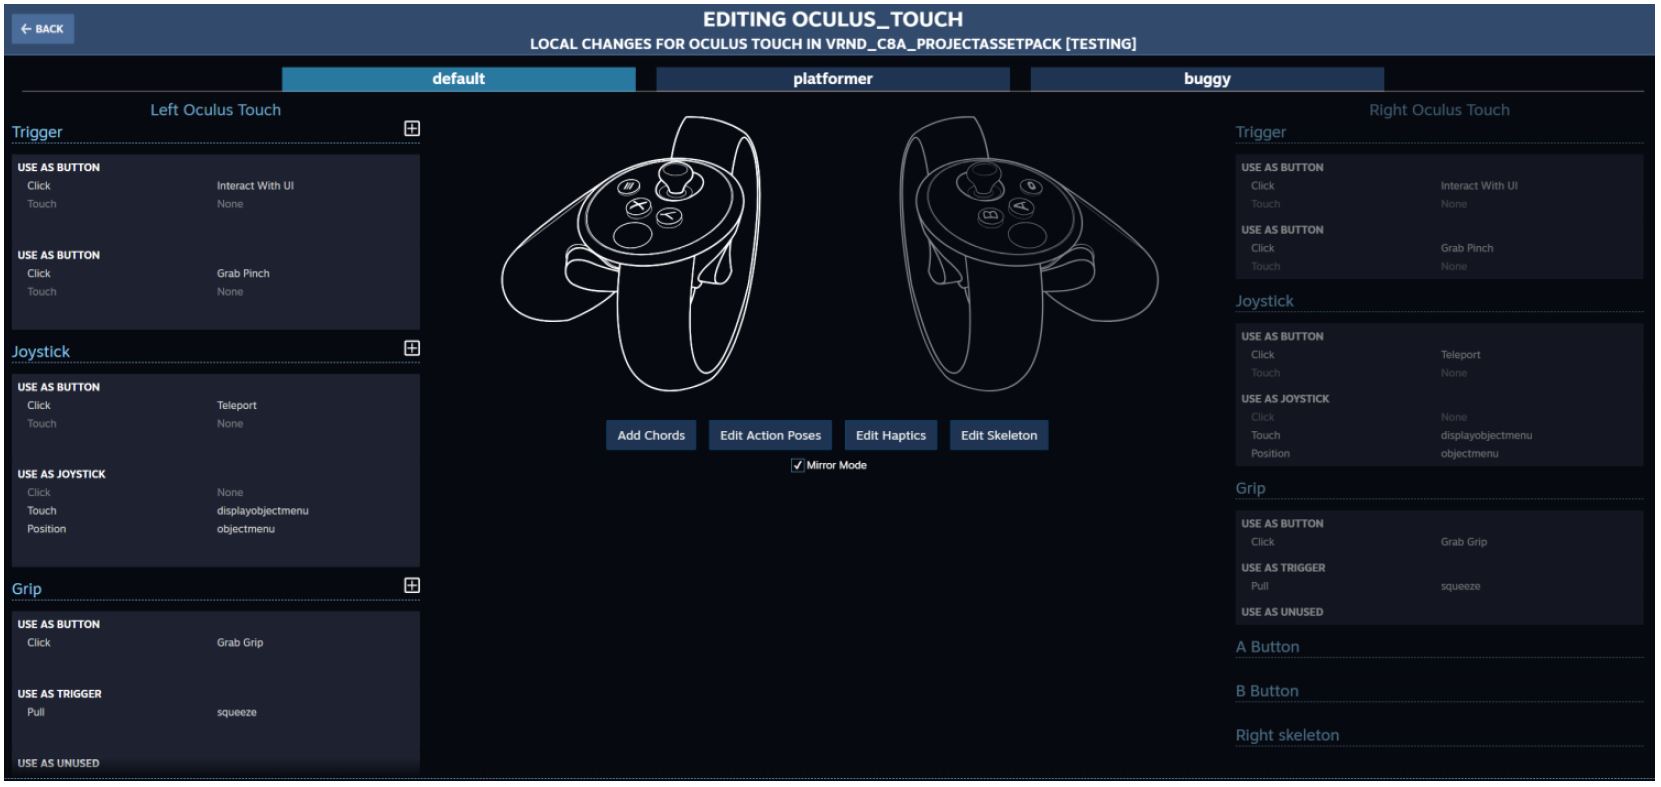 ← BACK
EDITING OCULUS_TOUCH
LOCAL CHANGES FOR OCULUS TOUCH IN VRND_C8A_PROJECTASSETPACK [TESTING]
default
platformer
buggy
Left Oculus Touch
Trigger
USE AS BUTTON
Click Interact With UI
Touch None
USE AS BUTTON
Click Grab Pinch
Touch None
Joystick
USE AS BUTTON
Click Teleport
Touch None
USE AS JOYSTICK
Click None
Touch displayobjectmenu
Position objectmenu
Grip
USE AS BUTTON
Click Grab Grip
USE AS TRIGGER
Pull squeeze
USE AS UNUSED
X
Y
A
B
Add Chords
Edit Action Poses
Edit Haptics
Edit Skeleton
Mirror Mode
Right Oculus Touch
Trigger
USE AS BUTTON
Click Interact With UI
Touch None
USE AS BUTTON
Click Grab Pinch
Touch None
Joystick
USE AS BUTTON
Click Teleport
Touch None
USE AS JOYSTICK
Click None
Touch displayobjectmenu
Position objectmenu
Grip
USE AS BUTTON
Click Grab Grip
USE AS TRIGGER
Pull squeeze
USE AS UNUSED
A Button
B Button
Right skeleton